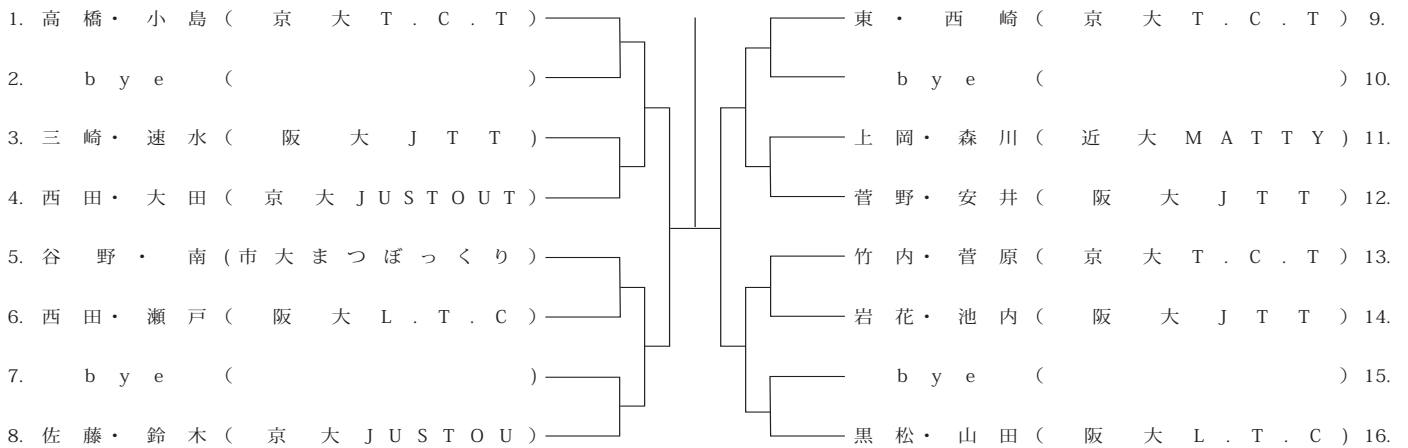 1. 高橋・小島(京大T.C.T)
2. bye ( )
3. 三崎・速水(阪大JTT)
4. 西田・大田(京大JUSTOUT)
5. 谷野・南(市大まつぼっくり)
6. 西田・瀬戸(阪大L.T.C)
7. bye ( )
8. 佐藤・鈴木(京大JUSTOU)
東・西崎(京大T.C.T) 9.
bye ( ) 10.
上岡・森川(近大MATTY) 11.
菅野・安井(阪大JTT) 12.
竹内・菅原(京大T.C.T) 13.
岩花・池内(阪大JTT) 14.
bye ( ) 15.
黒松・山田(阪大L.T.C) 16.